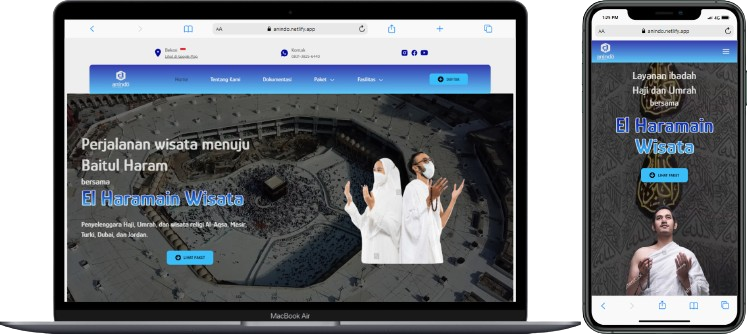 AA anindo.netlify.app
Bekasi
Lihat di Google Map
Kontak
anindo
Home Tentang Kami Dokumentasi Paket Fasilitas DAFTAR
Perjalanan wisata menuju
Baitul Haram
bersama
El Haramain Wisata
Penyelenggara Haji, Umrah, dan wisata religi Al-Aqsa, Mesir,
Turki, Dubai, dan Jordan.
LIHAT PAKET
MacBook Air
1:25 PM 4G
AA anindo.netlify.app
anindo
Layanan ibadah
Haji dan Umrah
bersama
El Haramain
Wisata
LIHAT PAKET